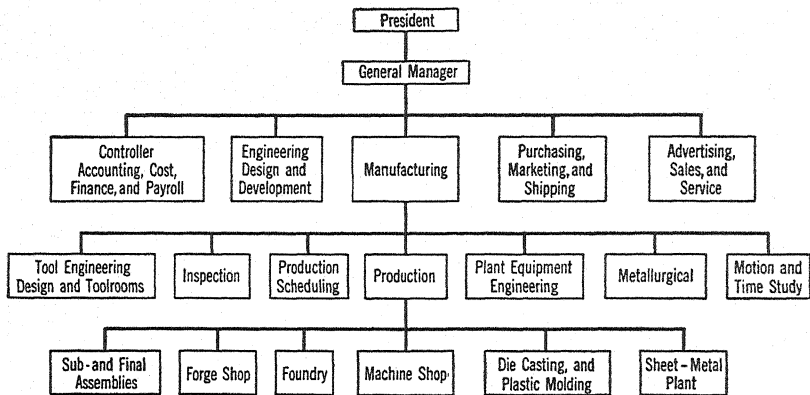 President
General Manager
Controller
Accounting, Cost,
Finance, and Payroll
Engineering
Design and
Development
Manufacturing
Purchasing,
Marketing, and
Shipping
Advertising,
Sales, and
Service
Tool Engineering
Design and Toolrooms
Inspection
Production
Scheduling
Production
Plant Equipment
Engineering
Metallurgical
Motion and
Time Study
Sub- and Final
Assemblies
Forge Shop
Foundry
Machine Shop
Die Casting, and
Plastic Molding
Sheet-Metal
Plant